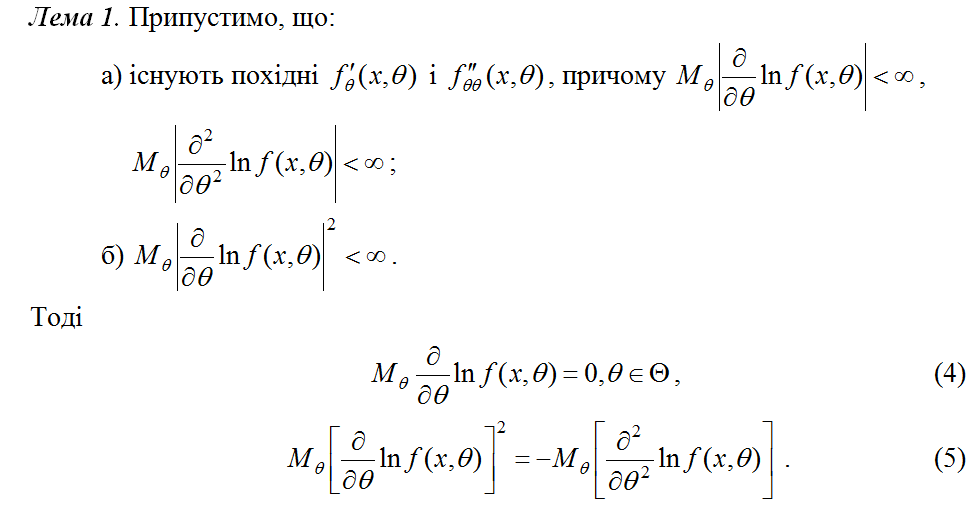 Лема 1. Припустимо, що:
а) існують похідні f′_θ(x,θ) і f″_θθ(x,θ), причому M_θ|∂/∂θ ln f(x,θ)| < ∞,
M_θ|∂²/∂θ² ln f(x,θ)| < ∞;
б) M_θ|∂/∂θ ln f(x,θ)|² < ∞.
Тоді
M_θ ∂/∂θ ln f(x,θ) = 0, θ ∈ Θ, (4)
M_θ[∂/∂θ ln f(x,θ)]² = −M_θ[∂²/∂θ² ln f(x,θ)]. (5)